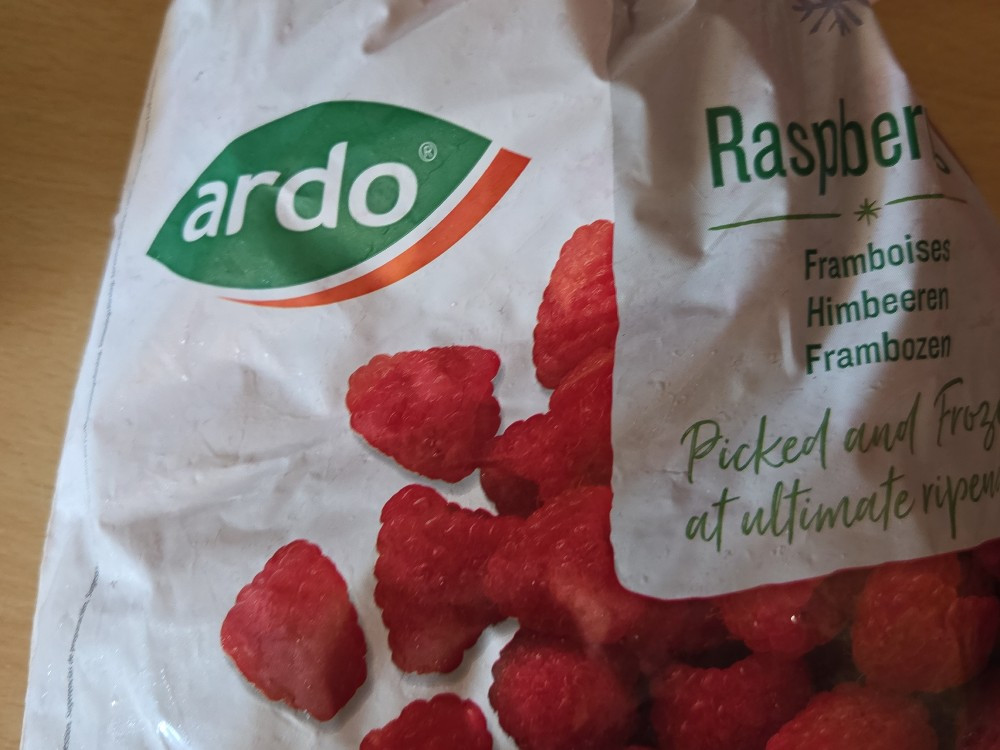 ardo®
Raspber
Framboises
Himbeeren
Frambozen
Picked and Froz
at ultimate ripen